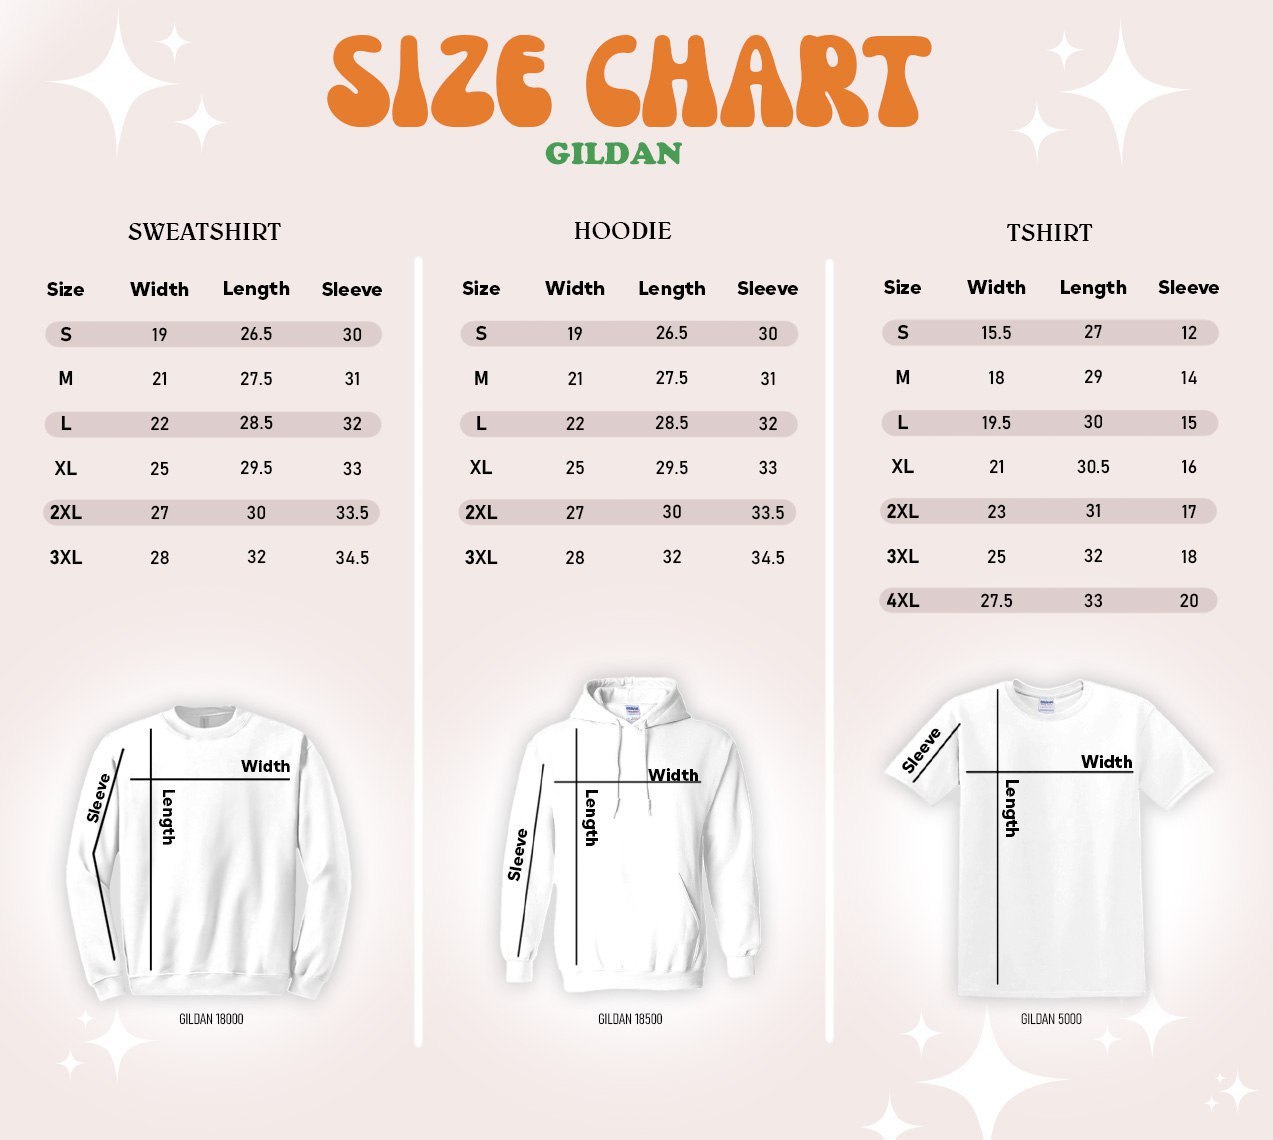 SIZE CHART
GILDAN
SWEATSHIRT
Size Width Length Sleeve
S 19 26.5 30
M 21 27.5 31
L 22 28.5 32
XL 25 29.5 33
2XL 27 30 33.5
3XL 28 32 34.5
Width
Length
Sleeve
GILDAN 18000
HOODIE
Size Width Length Sleeve
S 19 26.5 30
M 21 27.5 31
L 22 28.5 32
XL 25 29.5 33
2XL 27 30 33.5
3XL 28 32 34.5
Width
Length
Sleeve
GILDAN 18500
TSHIRT
Size Width Length Sleeve
S 15.5 27 12
M 18 29 14
L 19.5 30 15
XL 21 30.5 16
2XL 23 31 17
3XL 25 32 18
4XL 27.5 33 20
Sleeve
Width
Length
GILDAN 5000